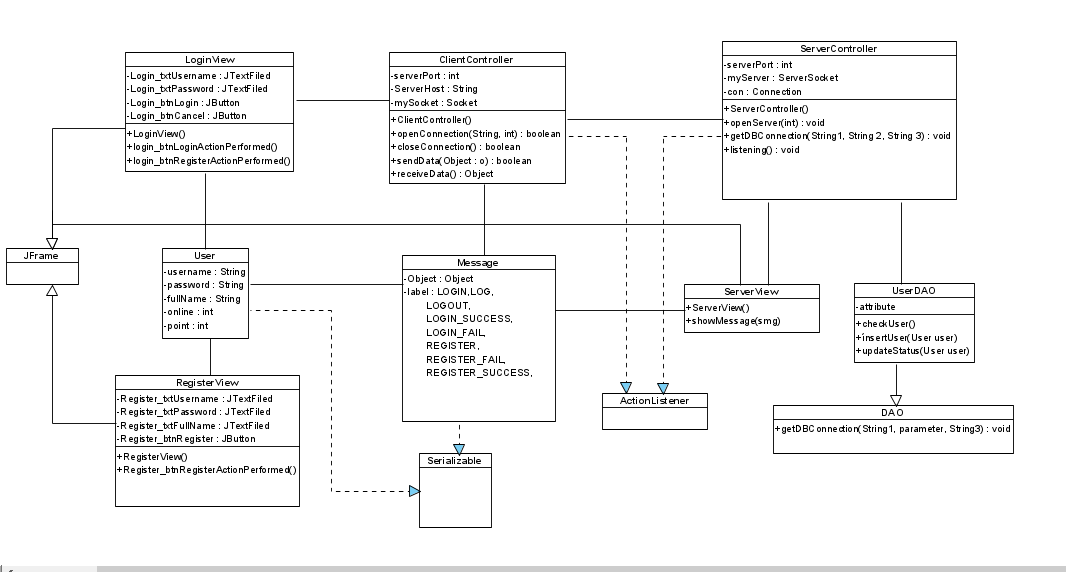 LoginView
-Login_txtUsername : JTextFiled
-Login_txtPassword : JTextFiled
-Login_btnLogin : JButton
-Login_btnCancel : JButton
+LoginView()
+login_btnLoginActionPerformed()
+login_btnRegisterActionPerformed()
ClientController
-serverPort : int
-ServerHost : String
-mySocket : Socket
+ClientController()
+openConnection(String, int) : boolean
+closeConnection() : boolean
+sendData(Object : o) : boolean
+receiveData() : Object
ServerController
-serverPort : int
-myServer : ServerSocket
-con : Connection
+ServerController()
+openServer(int) : void
+getDBConnection(String1, String 2, String 3) : void
+listening() : void
JFrame
User
-username : String
-password : String
-fullName : String
-online : int
-point : int
Message
-Object : Object
-label : LOGIN,LOG,
LOGOUT,
LOGIN_SUCCESS,
LOGIN_FAIL,
REGISTER,
REGISTER_FAIL,
REGISTER_SUCCESS,
ServerView
+ServerView()
+showMessage(smg)
UserDAO
-attribute
+checkUser()
+insertUser(User user)
+updateStatus(User user)
RegisterView
-Register_txtUsername : JTextFiled
-Register_txtPassword : JTextFiled
-Register_txtFullName : JTextFiled
-Register_btnRegister : JButton
+RegisterView()
+Register_btnRegisterActionPerformed()
ActionListener
DAO
+getDBConnection(String1, parameter, String3) : void
Serializable